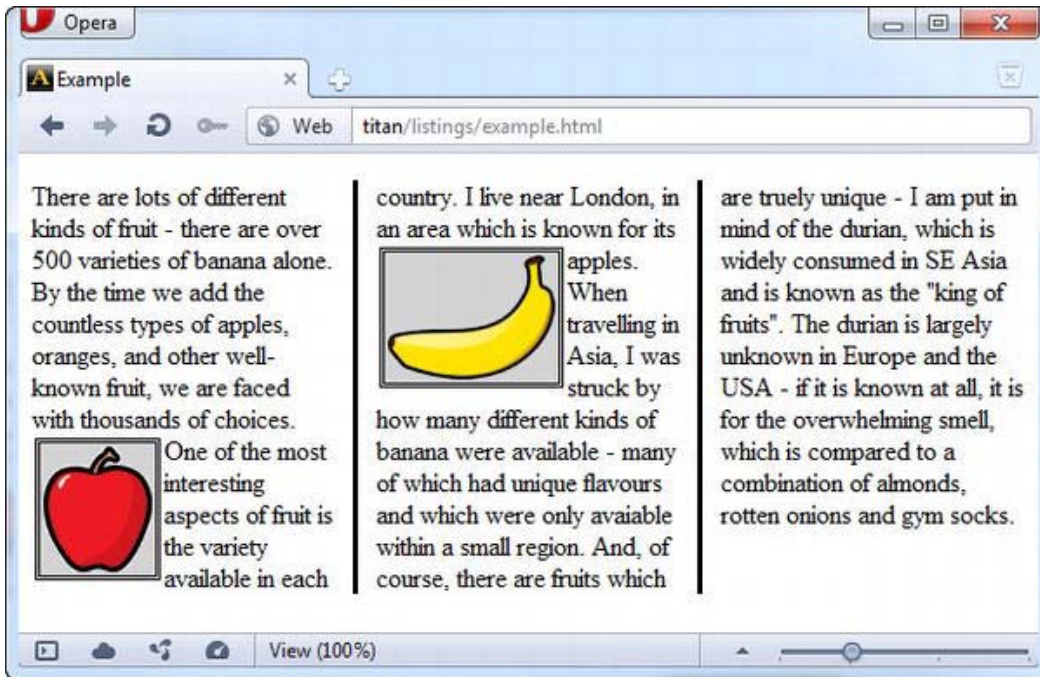 Opera
Example
Web titan/listings/example.html
There are lots of different
kinds of fruit - there are over
500 varieties of banana alone.
By the time we add the
countless types of apples,
oranges, and other well-
known fruit, we are faced
with thousands of choices.
One of the most
interesting
aspects of fruit is
the variety
available in each
country. I live near London, in
an area which is known for its
apples.
When
travelling in
Asia, I was
struck by
how many different kinds of
banana were available - many
of which had unique flavours
and which were only avaiable
within a small region. And, of
course, there are fruits which
are truely unique - I am put in
mind of the durian, which is
widely consumed in SE Asia
and is known as the "king of
fruits". The durian is largely
unknown in Europe and the
USA - if it is known at all, it is
for the overwhelming smell,
which is compared to a
combination of almonds,
rotten onions and gym socks.
View (100%)